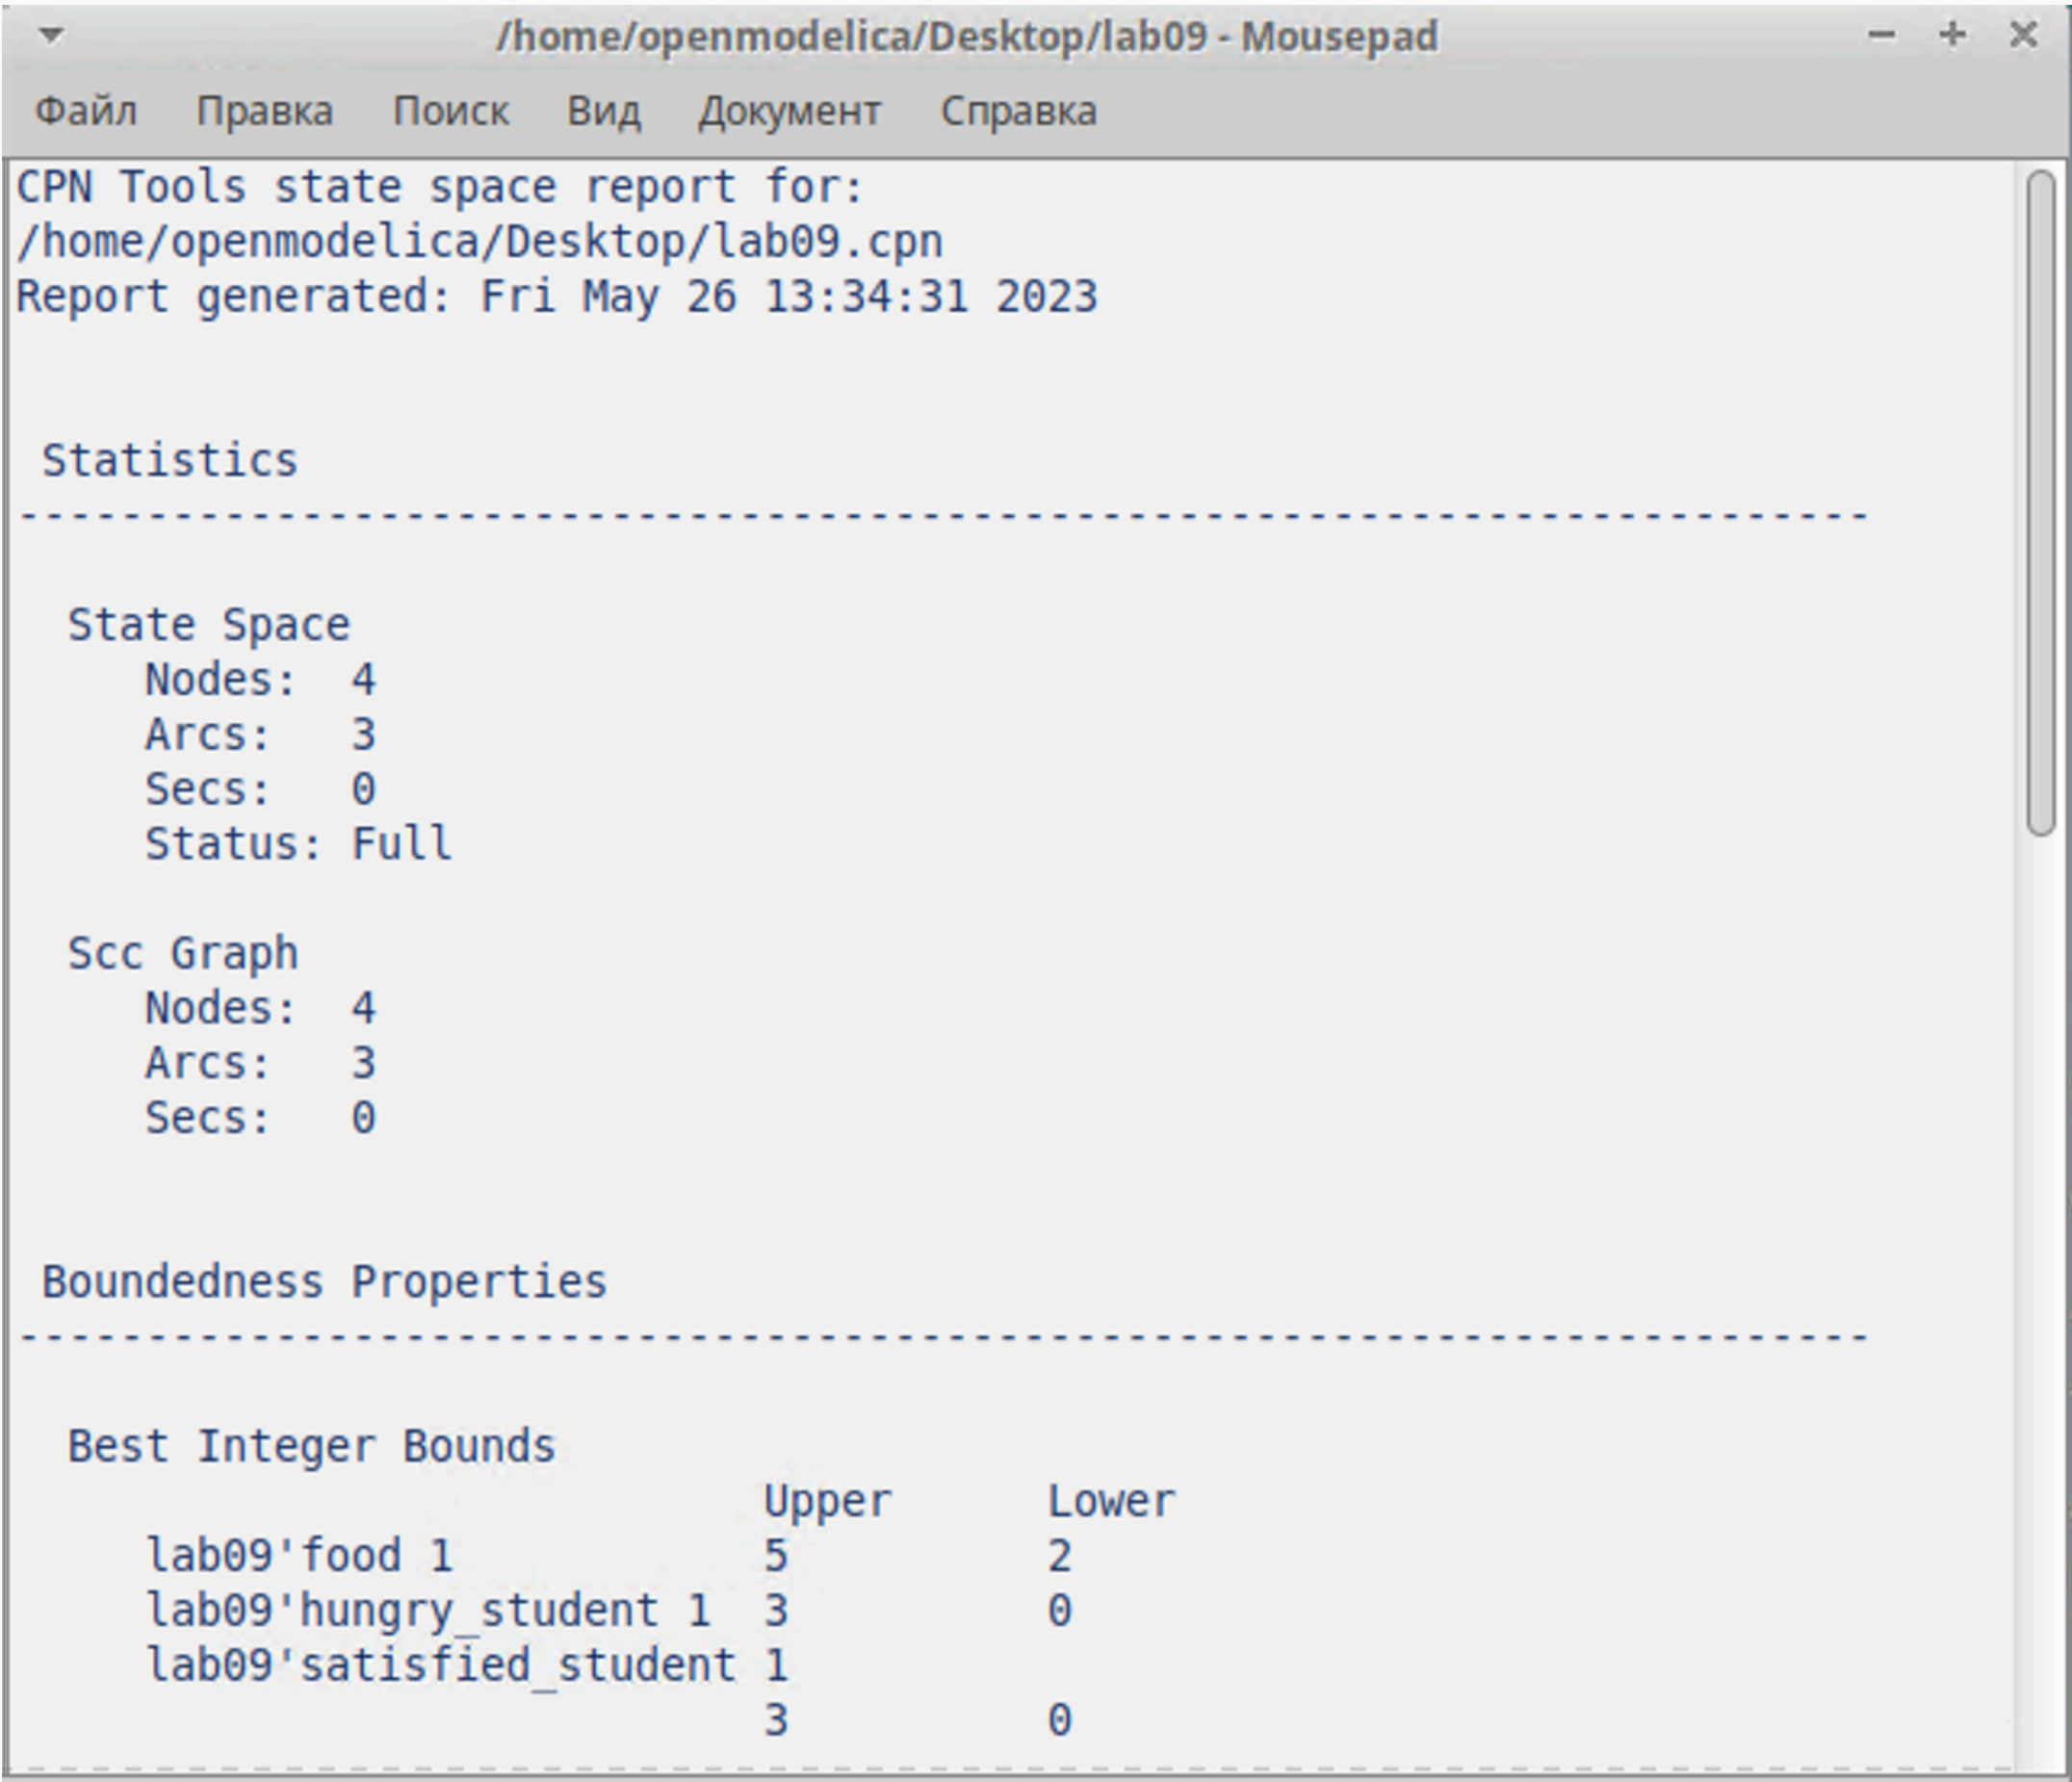 /home/openmodelica/Desktop/lab09 - Mousepad
Файл Правка Поиск Вид Документ Справка
CPN Tools state space report for:
/home/openmodelica/Desktop/lab09.cpn
Report generated: Fri May 26 13:34:31 2023
Statistics
------------------------------------------------------------------------
State Space
Nodes: 4
Arcs: 3
Secs: 0
Status: Full
Scc Graph
Nodes: 4
Arcs: 3
Secs: 0
Boundedness Properties
------------------------------------------------------------------------
Best Integer Bounds
Upper Lower
lab09'food 1 5 2
lab09'hungry_student 1 3 0
lab09'satisfied_student 1
3 0